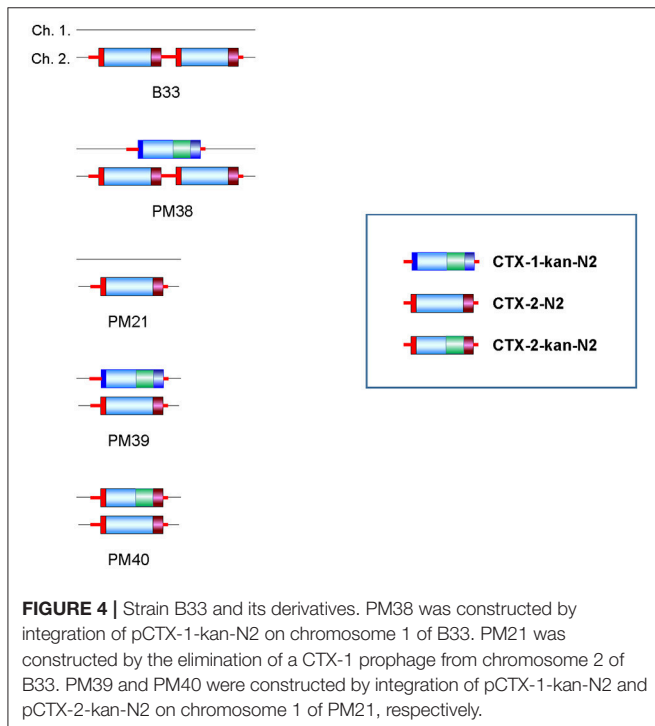 Ch. 1.
Ch. 2.
B33
PM38
PM21
PM39
PM40
CTX-1-kan-N2
CTX-2-N2
CTX-2-kan-N2
FIGURE 4 | Strain B33 and its derivatives. PM38 was constructed by
integration of pCTX-1-kan-N2 on chromosome 1 of B33. PM21 was
constructed by the elimination of a CTX-1 prophage from chromosome 2 of
B33. PM39 and PM40 were constructed by integration of pCTX-1-kan-N2 and
pCTX-2-kan-N2 on chromosome 1 of PM21, respectively.